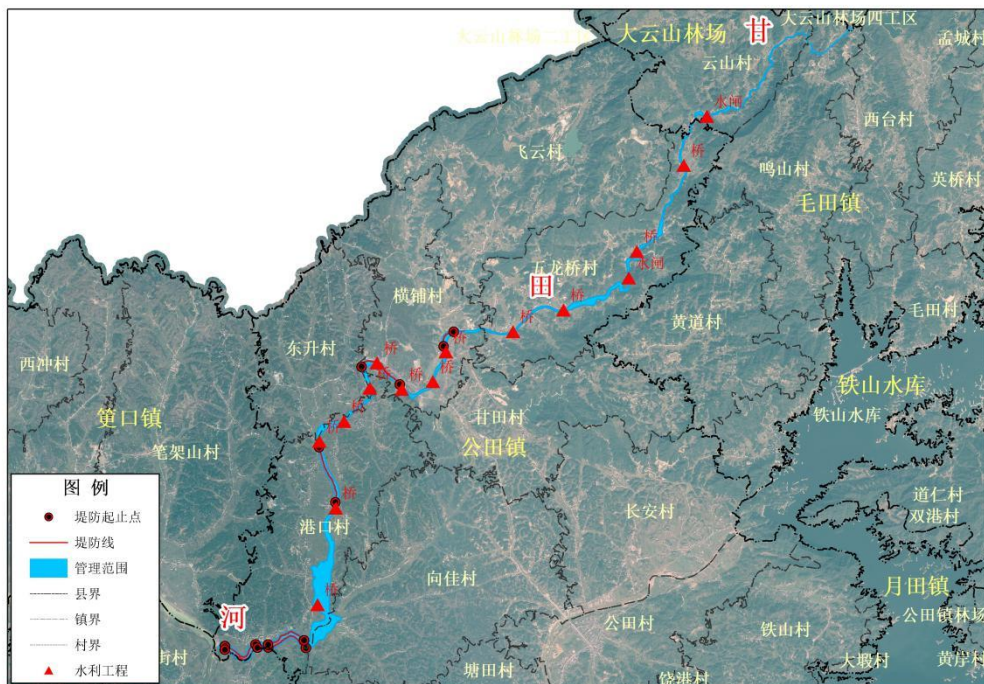 大云山林场四工区
大云山林场
甘
孟城村
云山村
水闸
西台村
飞云村
桥
鸣山村
英桥村
毛田镇
桥
五龙桥村
水闸
横铺村
田
桥
毛田村
桥
黄道村
东升村
桥
桥
西冲村
桥
桥
铁山水库
桥
甘田村
铁山水库
筻口镇
公田镇
笔架山村
图 例
堤防起止点
堤防线
管理范围
县界
镇界
村界
水利工程
桥
长安村
道仁村
双港村
港口村
向佳村
月田镇
桥
河
公田村
铁山村
公田镇林场
街村
塘田村
饶港村
大塅村
黄岸村